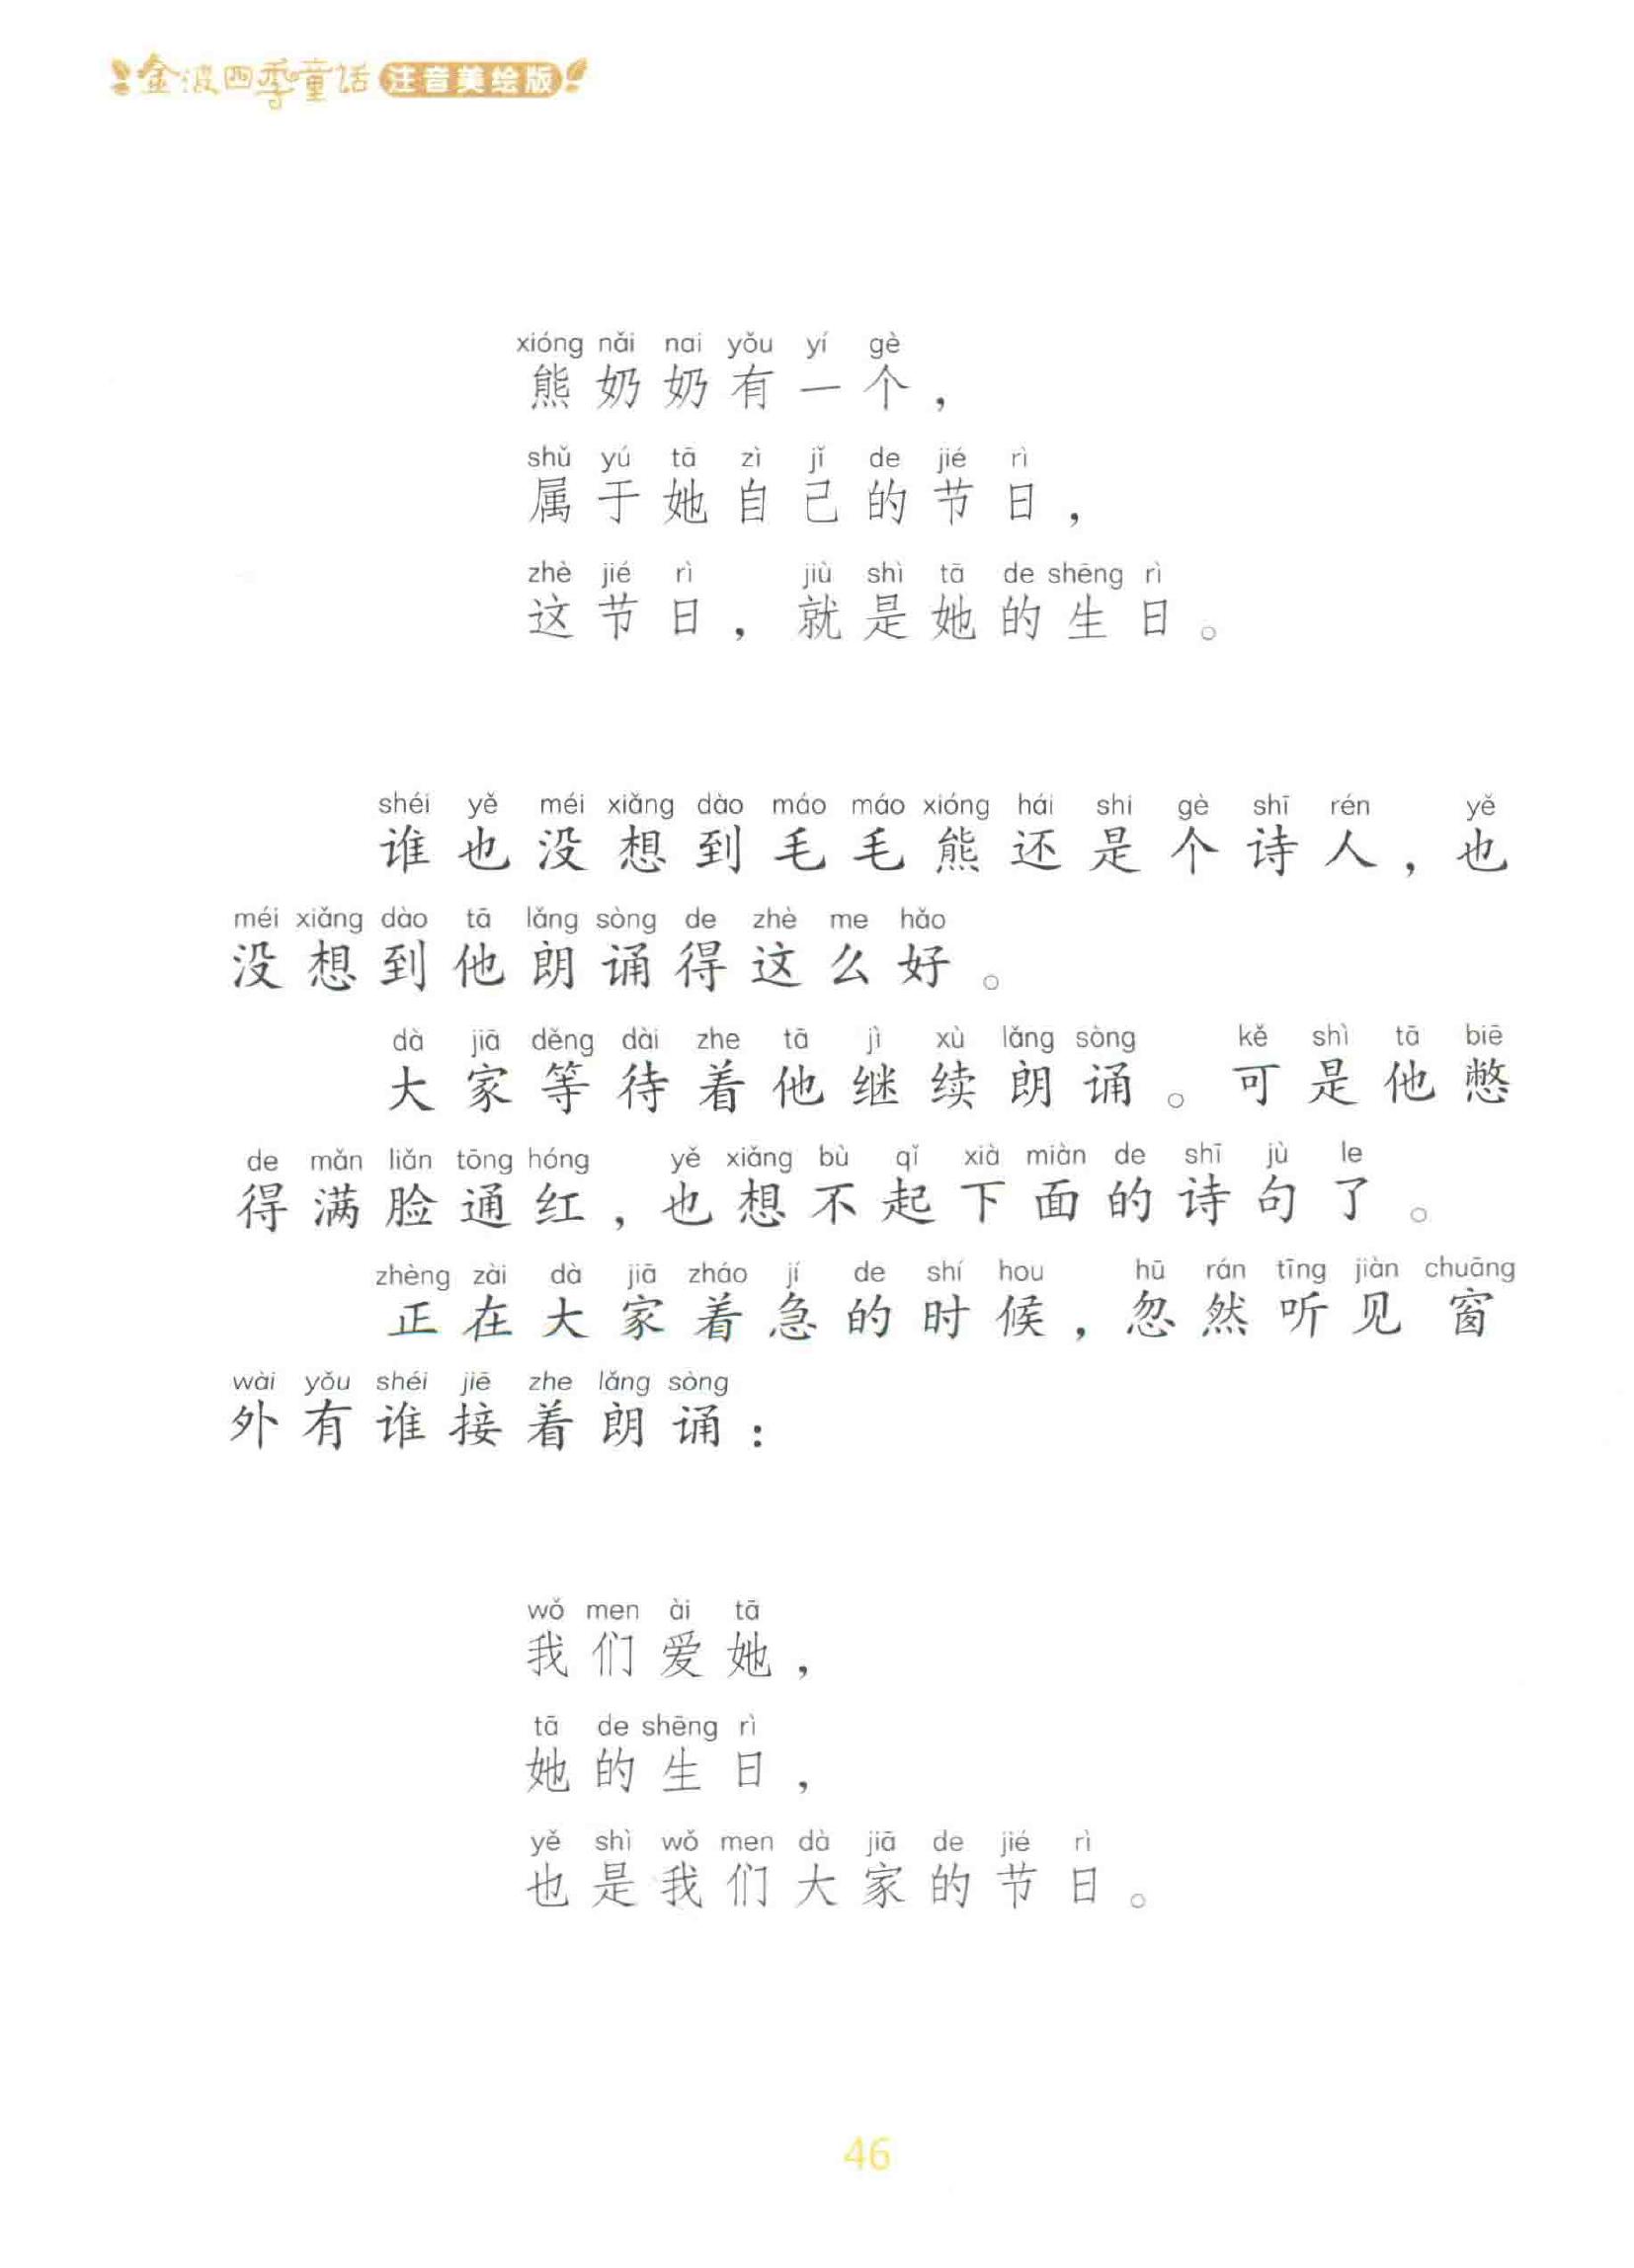 金波四季童话 注音美绘版
xióng nǎi nai yǒu yí gè
熊奶奶有一个，
shǔ yú tā zì jǐ de jié rì
属于她自己的节日，
zhè jié rì jiù shì tā de shēng rì
这节日，就是她的生日。
shéi yě méi xiǎng dào máo máo xióng hái shi gè shī rén yě
谁也没想到毛毛熊还是个诗人，也
méi xiǎng dào tā lǎng sòng de zhè me hǎo
没想到他朗诵得这么好。
dà jiā děng dài zhe tā jì xù lǎng sòng kě shì tā biē
大家等待着他继续朗诵。可是他憋
de mǎn liǎn tōng hóng yě xiǎng bù qǐ xià miàn de shī jù le
得满脸通红，也想不起下面的诗句了。
zhèng zài dà jiā zháo jí de shí hou hū rán tīng jiàn chuāng
正在大家着急的时候，忽然听见窗
wài yǒu shéi jiē zhe lǎng sòng
外有谁接着朗诵：
wǒ men ài tā
我们爱她，
tā de shēng rì
她的生日，
yě shì wǒ men dà jiā de jié rì
也是我们大家的节日。
46